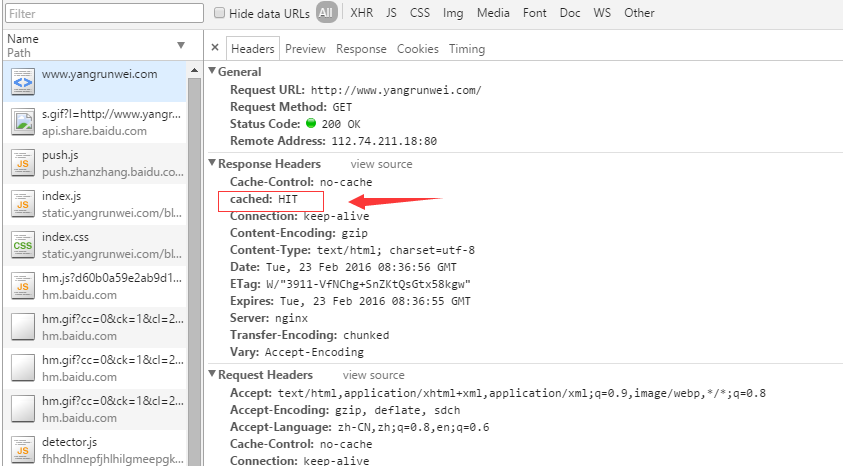 Filter
Hide data URLs All XHR JS CSS Img Media Font Doc WS Other
Name
Path
www.yangrunwei.com
s.gif?l=http://www.yangr...
api.share.baidu.com
push.js
push.zhanzhang.baidu.com
index.js
static.yangrunwei.com/bl...
index.css
static.yangrunwei.com/bl...
hm.js?d60b0a59e2ab9d1...
hm.baidu.com
hm.gif?cc=0&ck=1&cl=2...
hm.baidu.com
hm.gif?cc=0&ck=1&cl=2...
hm.baidu.com
hm.gif?cc=0&ck=1&cl=2...
hm.baidu.com
detector.js
fhhdlnnepfjhlhilgmeepgk...
× Headers Preview Response Cookies Timing
General
Request URL: http://www.yangrunwei.com/
Request Method: GET
Status Code: 200 OK
Remote Address: 112.74.211.18:80
Response Headers view source
Cache-Control: no-cache
cached: HIT
Connection: keep-alive
Content-Encoding: gzip
Content-Type: text/html; charset=utf-8
Date: Tue, 23 Feb 2016 08:36:56 GMT
ETag: W/"3911-VfNChg+SnZKtQsGtx58kgw"
Expires: Tue, 23 Feb 2016 08:36:55 GMT
Server: nginx
Transfer-Encoding: chunked
Vary: Accept-Encoding
Request Headers view source
Accept: text/html,application/xhtml+xml,application/xml;q=0.9,image/webp,*/*;q=0.8
Accept-Encoding: gzip, deflate, sdch
Accept-Language: zh-CN,zh;q=0.8,en;q=0.6
Cache-Control: no-cache
Connection: keep-alive